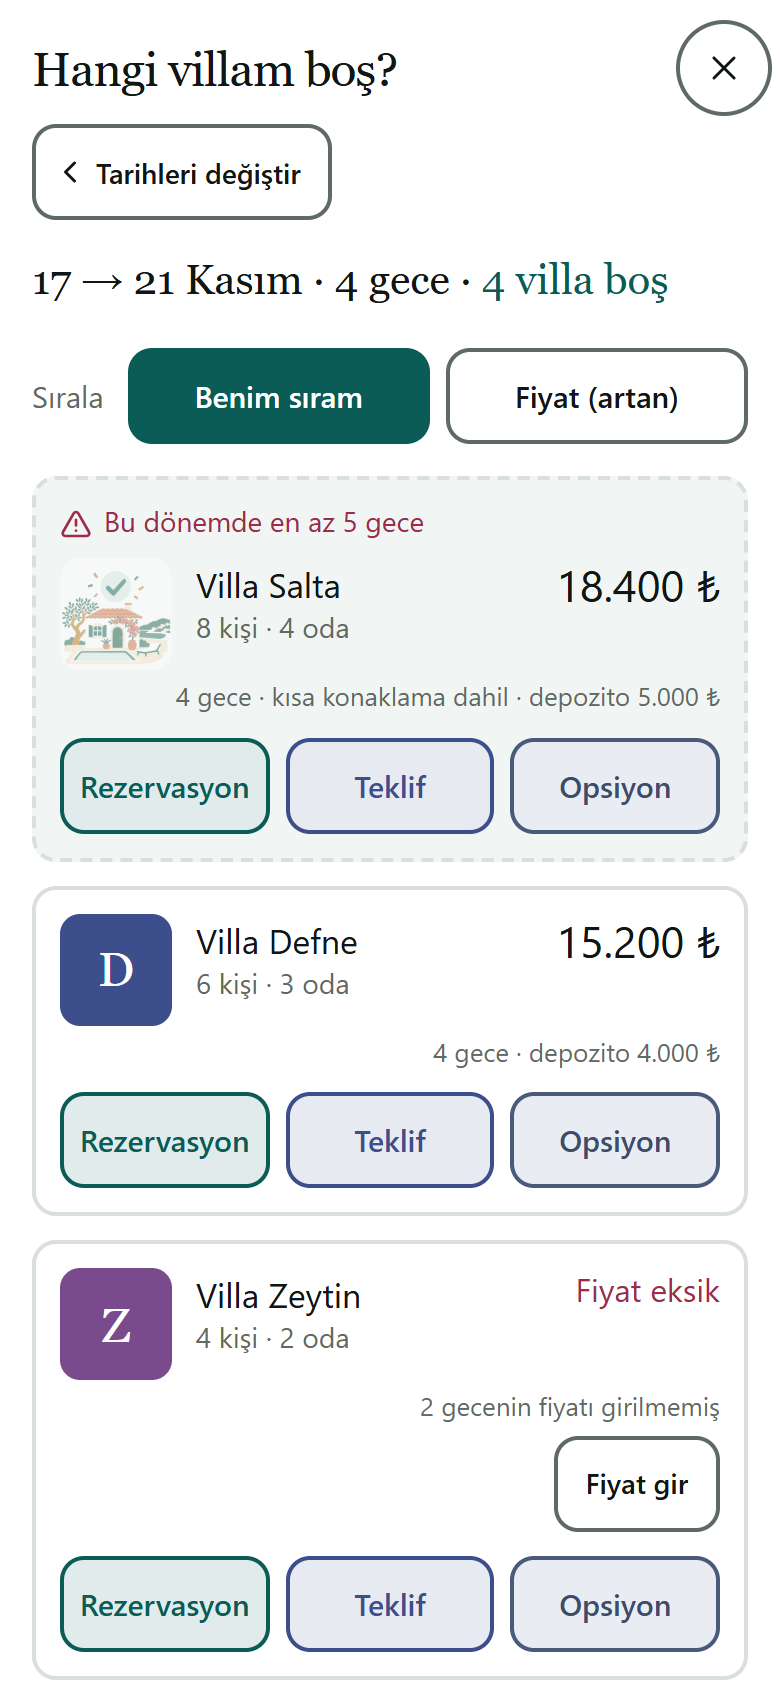 Hangi villam boş?
Tarihleri değiştir
17 → 21 Kasım · 4 gece · 4 villa boş
Sırala Benim sıram Fiyat (artan)
Bu dönemde en az 5 gece
Villa Salta 18.400 ₺
8 kişi · 4 oda
4 gece · kısa konaklama dahil · depozito 5.000 ₺
Rezervasyon Teklif Opsiyon
D Villa Defne 15.200 ₺
6 kişi · 3 oda
4 gece · depozito 4.000 ₺
Rezervasyon Teklif Opsiyon
Z Villa Zeytin Fiyat eksik
4 kişi · 2 oda
2 gecenin fiyatı girilmemiş
Fiyat gir
Rezervasyon Teklif Opsiyon